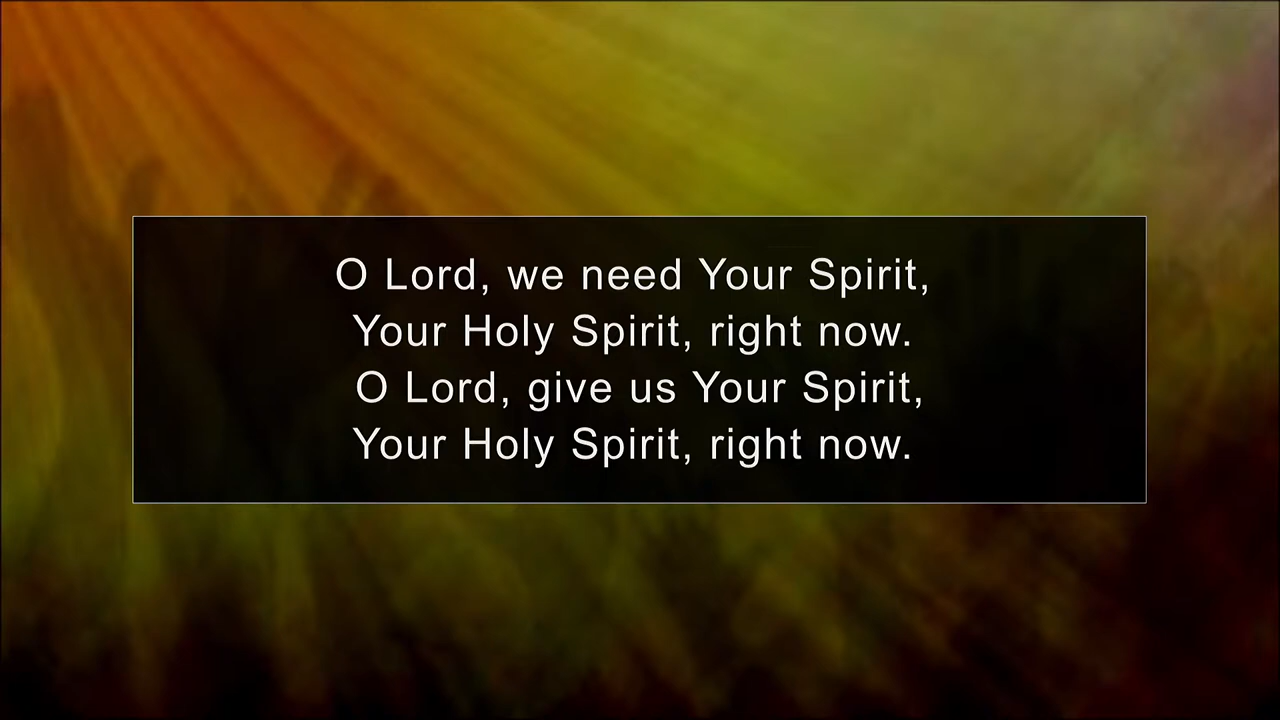 O Lord, we need Your Spirit,
Your Holy Spirit, right now.
O Lord, give us Your Spirit,
Your Holy Spirit, right now.